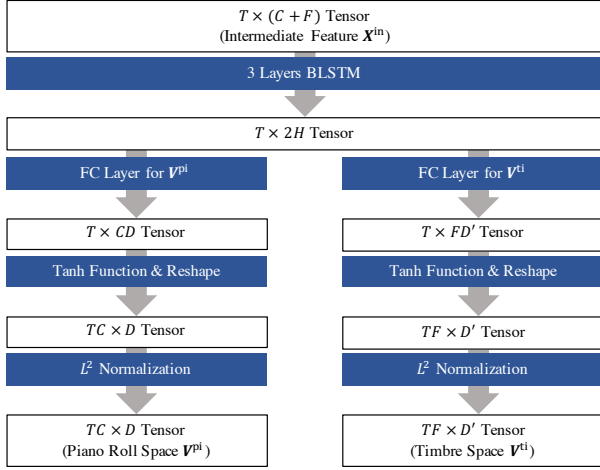 T × (C + F) Tensor
(Intermediate Feature X^in)
3 Layers BLSTM
T × 2H Tensor
FC Layer for V^pi
FC Layer for V^ti
T × CD Tensor
T × FD′ Tensor
Tanh Function & Reshape
Tanh Function & Reshape
TC × D Tensor
TF × D′ Tensor
L² Normalization
L² Normalization
TC × D Tensor
(Piano Roll Space V^pi)
TF × D′ Tensor
(Timbre Space V^ti)